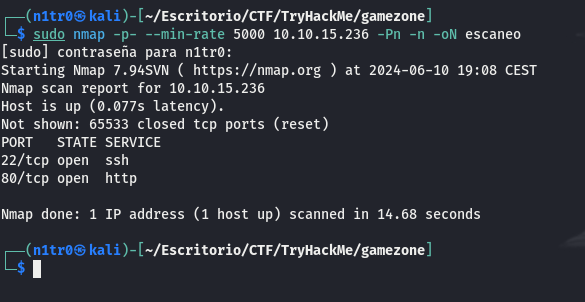 ┌──(n1tr0㉿kali)-[~/Escritorio/CTF/TryHackMe/gamezone]
└─$ sudo nmap -p- --min-rate 5000 10.10.15.236 -Pn -n -oN escaneo
[sudo] contraseña para n1tr0:
Starting Nmap 7.94SVN ( https://nmap.org ) at 2024-06-10 19:08 CEST
Nmap scan report for 10.10.15.236
Host is up (0.077s latency).
Not shown: 65533 closed tcp ports (reset)
PORT   STATE SERVICE
22/tcp open  ssh
80/tcp open  http

Nmap done: 1 IP address (1 host up) scanned in 14.68 seconds

┌──(n1tr0㉿kali)-[~/Escritorio/CTF/TryHackMe/gamezone]
└─$